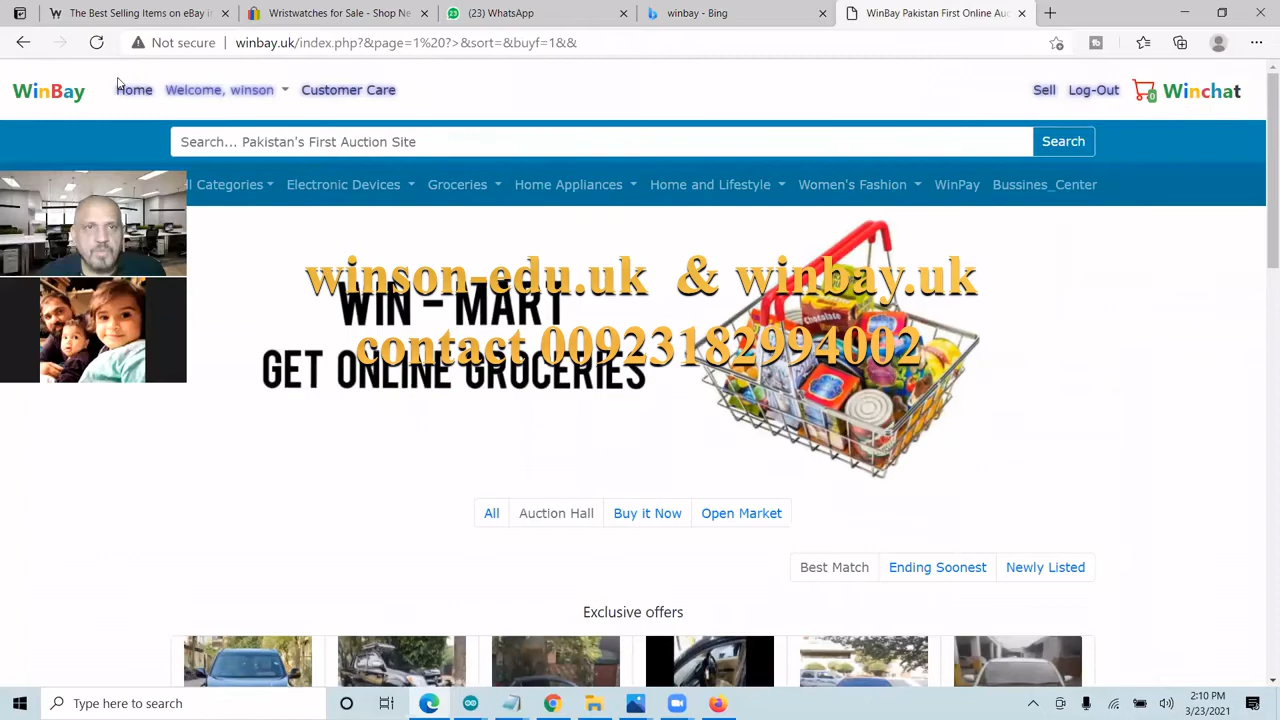 The Best Selling Items on eBay i
Wristwatches for Sale - Shop Ne
(23) WhatsApp
winbay - Bing
WinBay Pakistan First Online Auc
Not secure
winbay.uk/index.php?&page=1%20?>&sort=&buyf=1&&
WinBay
Home
Welcome, winson
Customer Care
Sell
Log-Out
0
Winchat
Search... Pakistan's First Auction Site
Search
ll Categories
Electronic Devices
Groceries
Home Appliances
Home and Lifestyle
Women's Fashion
WinPay
Bussines_Center
winson-edu.uk & winbay.uk
WIN - MART
contact 00923182994002
GET ONLINE GROCERIES
Chocolate
All
Auction Hall
Buy it Now
Open Market
Best Match
Ending Soonest
Newly Listed
Exclusive offers
Type here to search
2:10 PM
3/23/2021